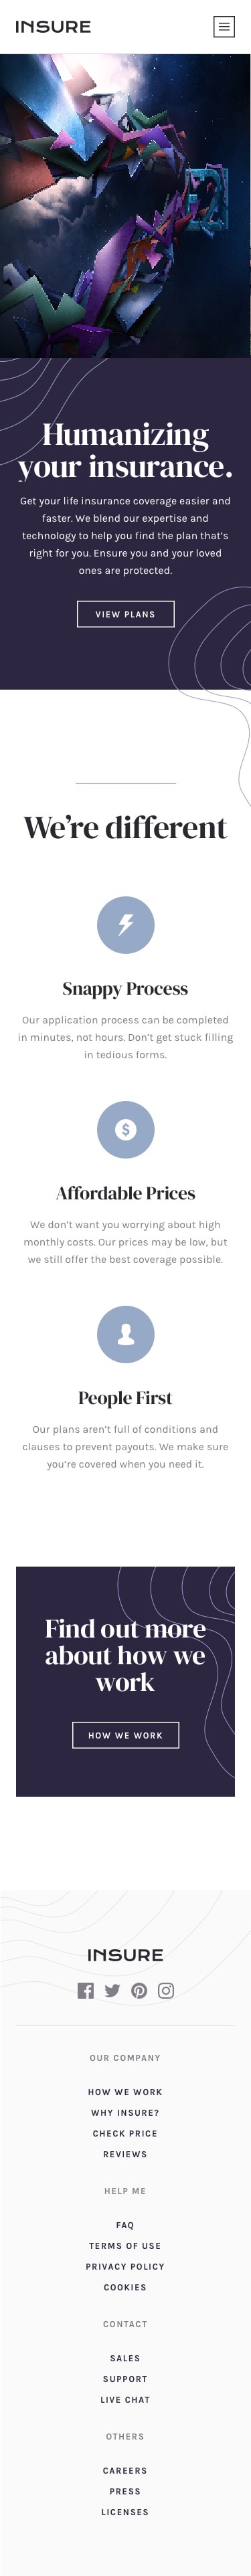 INSURE
Humanizing
your insurance.
Get your life insurance coverage easier and
faster. We blend our expertise and
technology to help you find the plan that’s
right for you. Ensure you and your loved
ones are protected.
VIEW PLANS
We’re different
Snappy Process
Our application process can be completed
in minutes, not hours. Don’t get stuck filling
in tedious forms.
Affordable Prices
We don’t want you worrying about high
monthly costs. Our prices may be low, but
we still offer the best coverage possible.
People First
Our plans aren’t full of conditions and
clauses to prevent payouts. We make sure
you’re covered when you need it.
Find out more
about how we
work
HOW WE WORK
INSURE
OUR COMPANY
HOW WE WORK
WHY INSURE?
CHECK PRICE
REVIEWS
HELP ME
FAQ
TERMS OF USE
PRIVACY POLICY
COOKIES
CONTACT
SALES
SUPPORT
LIVE CHAT
OTHERS
CAREERS
PRESS
LICENSES